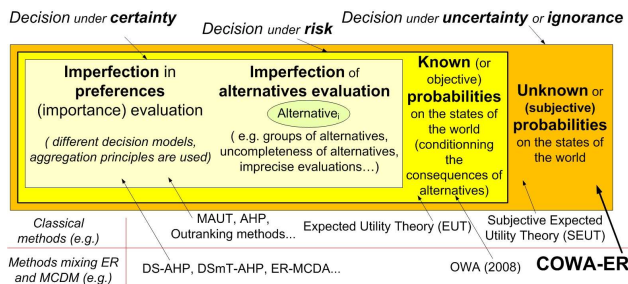 Decision under certainty
Decision under risk
Decision under uncertainty or ignorance
Imperfection in
preferences
(importance) evaluation
( different decision models,
aggregation principles are used)
Imperfection of
alternatives evaluation
Alternativei
( e.g. groups of alternatives,
uncompleteness of alternatives,
imprecise evaluations…)
Known (or
objective)
probabilities
on the states of
the world
(conditionning
the
consequences of
alternatives)
Unknown or
(subjective)
probabilities
on the states of
the world
Classical
methods (e.g.)
MAUT, AHP,
Outranking methods...
Expected Utility Theory (EUT)
Subjective Expected
Utility Theory (SEUT)
Methods mixing ER
and MCDM (e.g.)
DS-AHP, DSmT-AHP, ER-MCDA...
OWA (2008)
COWA-ER